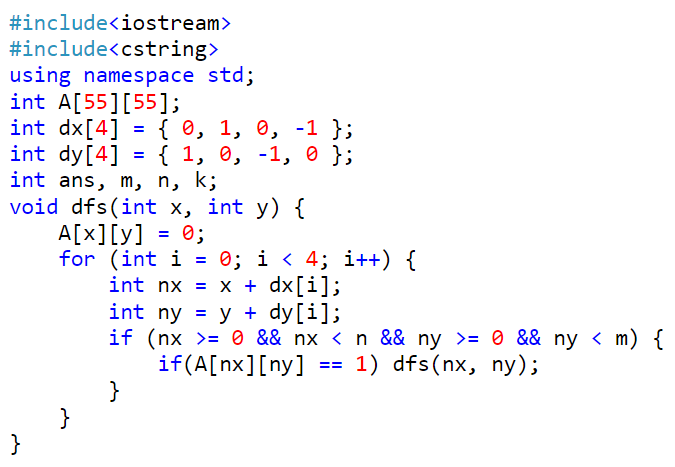 #include<iostream>
#include<cstring>
using namespace std;
int A[55][55];
int dx[4] = { 0, 1, 0, -1 };
int dy[4] = { 1, 0, -1, 0 };
int ans, m, n, k;
void dfs(int x, int y) {
    A[x][y] = 0;
    for (int i = 0; i < 4; i++) {
        int nx = x + dx[i];
        int ny = y + dy[i];
        if (nx >= 0 && nx < n && ny >= 0 && ny < m) {
            if(A[nx][ny] == 1) dfs(nx, ny);
        }
    }
}